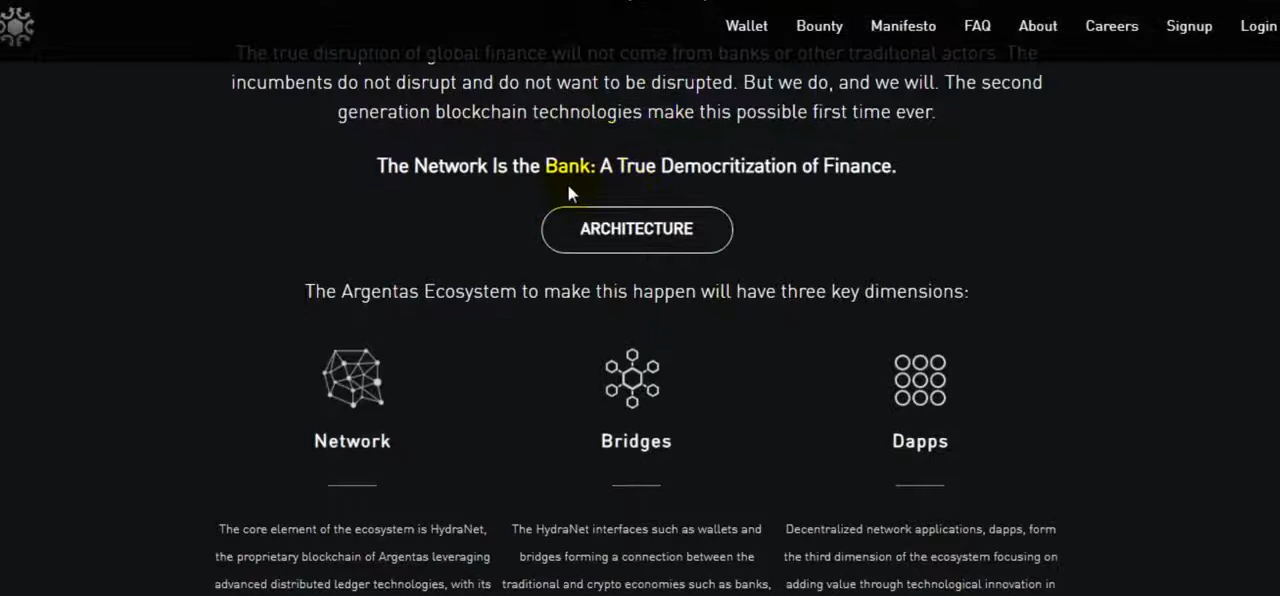 Wallet Bounty Manifesto FAQ About Careers Signup Login
The true disruption of global finance will not come from banks or other traditional actors. The
incumbents do not disrupt and do not want to be disrupted. But we do, and we will. The second
generation blockchain technologies make this possible first time ever.
The Network Is the Bank: A True Democritization of Finance.
ARCHITECTURE
The Argentas Ecosystem to make this happen will have three key dimensions:
Network
The core element of the ecosystem is HydraNet,
the proprietary blockchain of Argentas leveraging
advanced distributed ledger technologies, with its
Bridges
The HydraNet interfaces such as wallets and
bridges forming a connection between the
traditional and crypto economies such as banks,
Dapps
Decentralized network applications, dapps, form
the third dimension of the ecosystem focusing on
adding value through technological innovation in